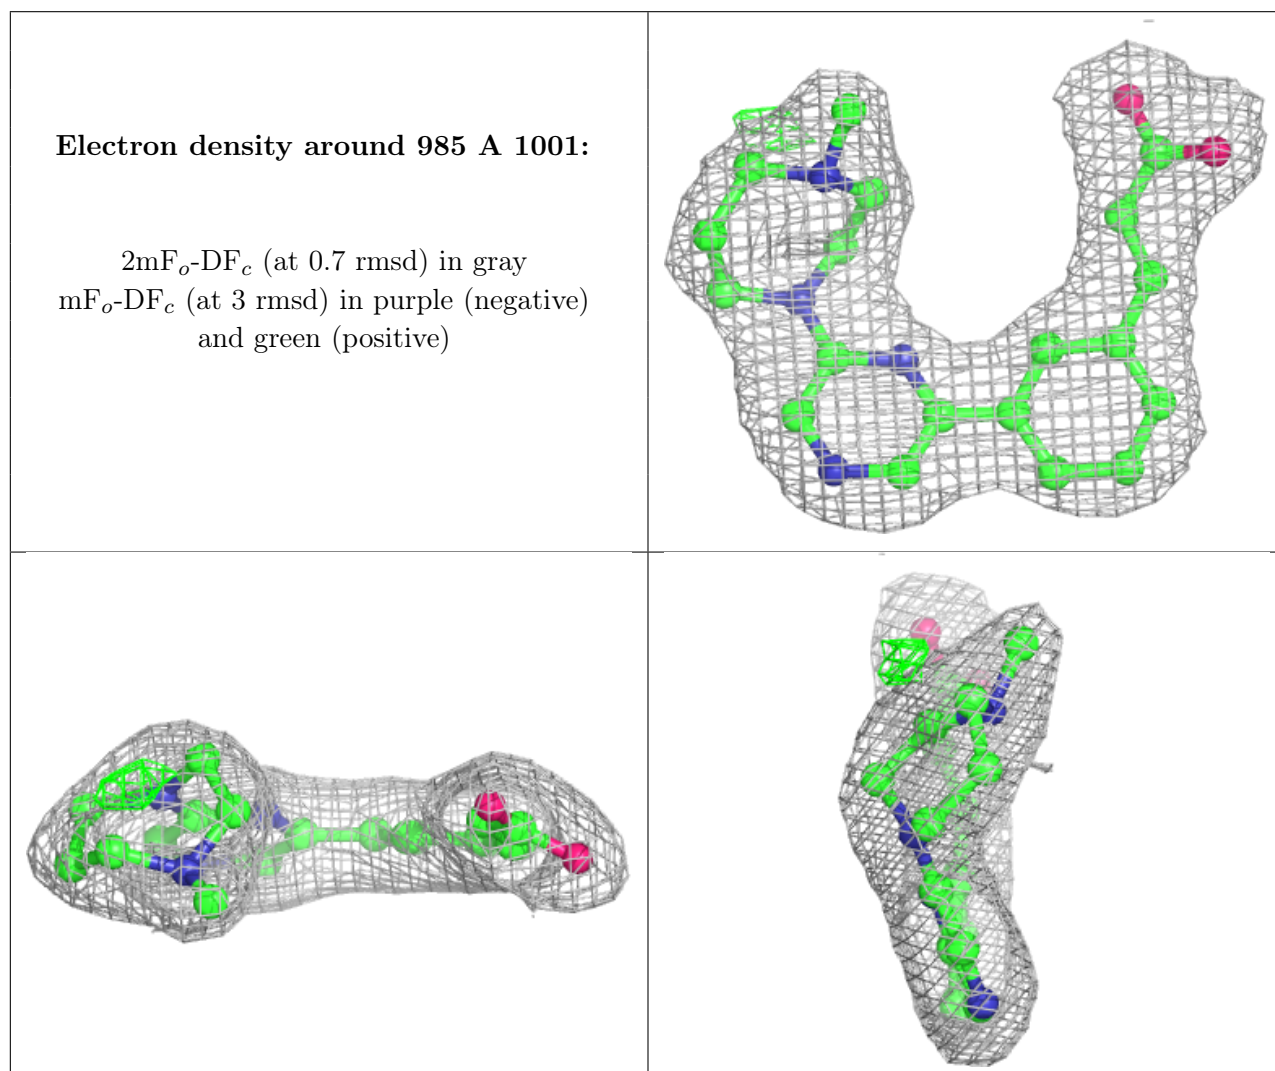 Electron density around 985 A 1001:
2mFo-DFc (at 0.7 rmsd) in gray
mFo-DFc (at 3 rmsd) in purple (negative)
and green (positive)